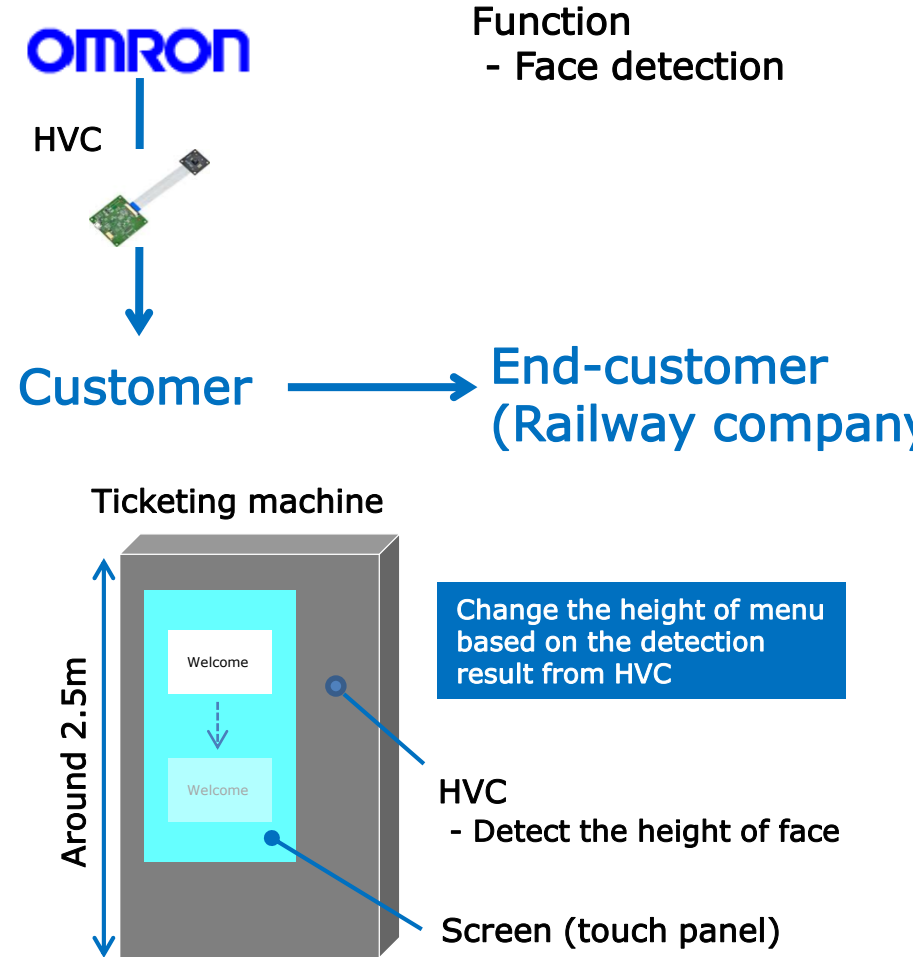 OMRON
Function
- Face detection
HVC
Customer
End-customer
(Railway company
Ticketing machine
Around 2.5m
Welcome
Welcome
Change the height of menu
based on the detection
result from HVC
HVC
- Detect the height of face
Screen (touch panel)